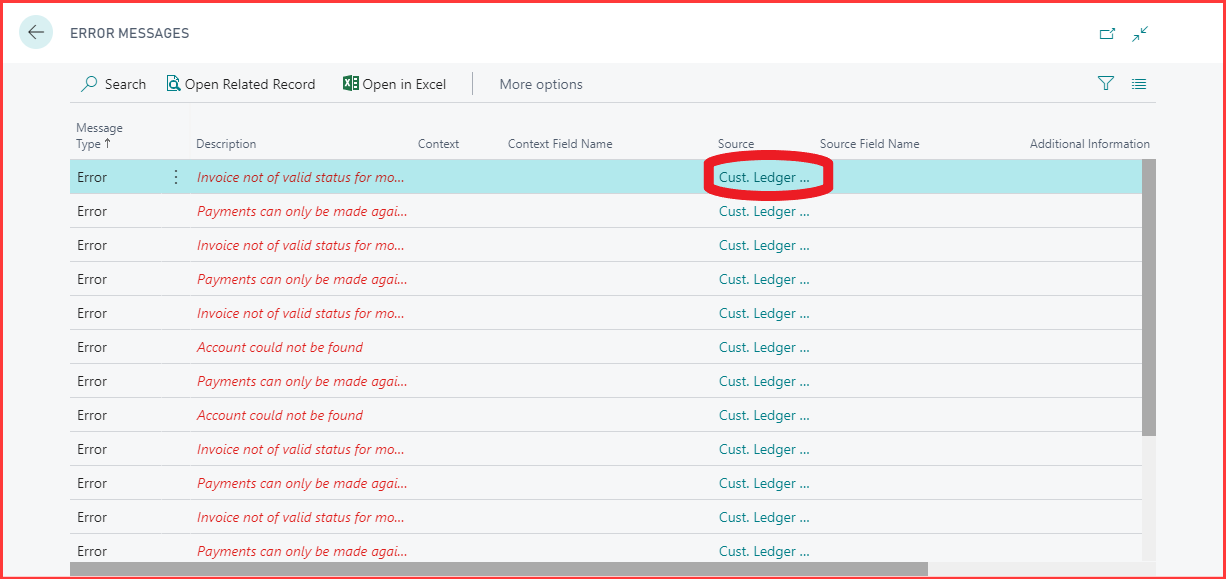 ERROR MESSAGES
Search Open Related Record Open in Excel More options
Message
Type ↑ Description Context Context Field Name Source Source Field Name Additional Information
Error Invoice not of valid status for mo... Cust. Ledger ...
Error Payments can only be made agai... Cust. Ledger ...
Error Invoice not of valid status for mo... Cust. Ledger ...
Error Payments can only be made agai... Cust. Ledger ...
Error Invoice not of valid status for mo... Cust. Ledger ...
Error Account could not be found Cust. Ledger ...
Error Payments can only be made agai... Cust. Ledger ...
Error Account could not be found Cust. Ledger ...
Error Invoice not of valid status for mo... Cust. Ledger ...
Error Payments can only be made agai... Cust. Ledger ...
Error Invoice not of valid status for mo... Cust. Ledger ...
Error Payments can only be made agai... Cust. Ledger ...